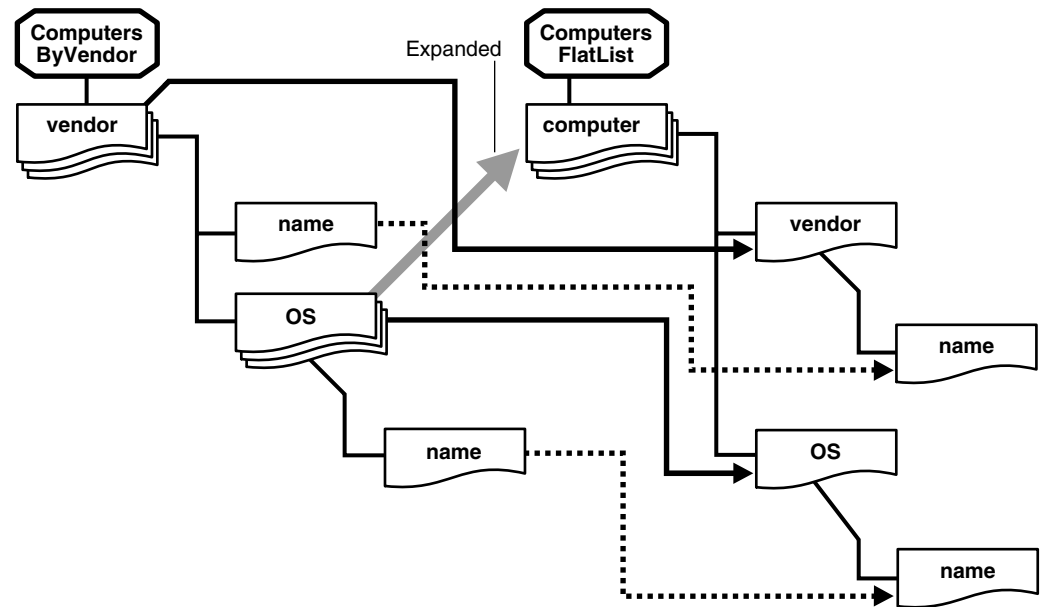 Computers
ByVendor
Expanded
Computers
FlatList
vendor
computer
name
vendor
OS
name
name
OS
name